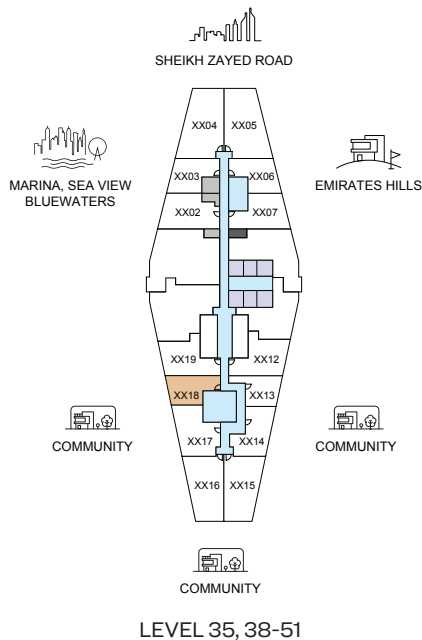 SHEIKH ZAYED ROAD
XX04 XX05
MARINA, SEA VIEW
BLUEWATERS
EMIRATES HILLS
XX03 XX06
XX02 XX07
XX19 XX12
XX18 XX13
COMMUNITY
COMMUNITY
XX17 XX14
XX16 XX15
COMMUNITY
LEVEL 35, 38-51